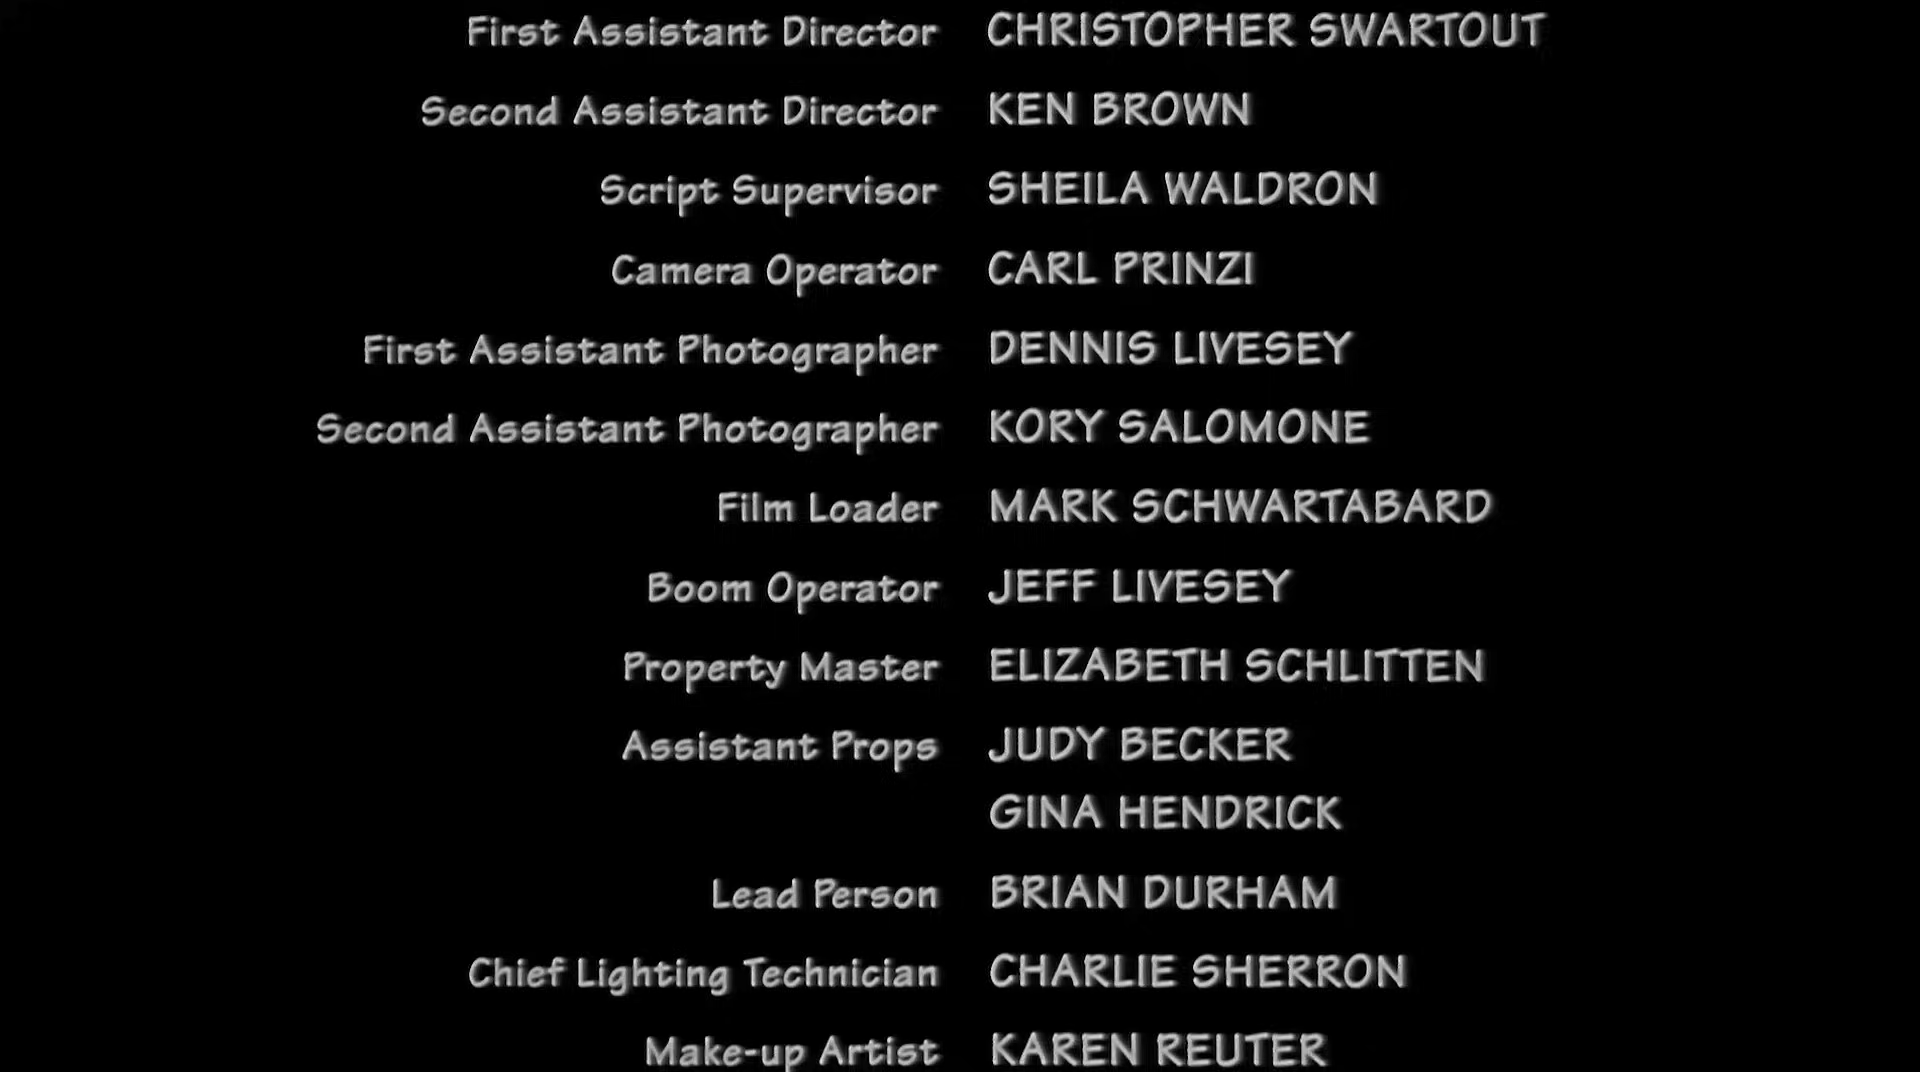 First Assistant Director CHRISTOPHER SWARTOUT
Second Assistant Director KEN BROWN
Script Supervisor SHEILA WALDRON
Camera Operator CARL PRINZI
First Assistant Photographer DENNIS LIVESEY
Second Assistant Photographer KORY SALOMONE
Film Loader MARK SCHWARTABARD
Boom Operator JEFF LIVESEY
Property Master ELIZABETH SCHLITTEN
Assistant Props JUDY BECKER
GINA HENDRICK
Lead Person BRIAN DURHAM
Chief Lighting Technician CHARLIE SHERRON
Make-up Artist KAREN REUTER